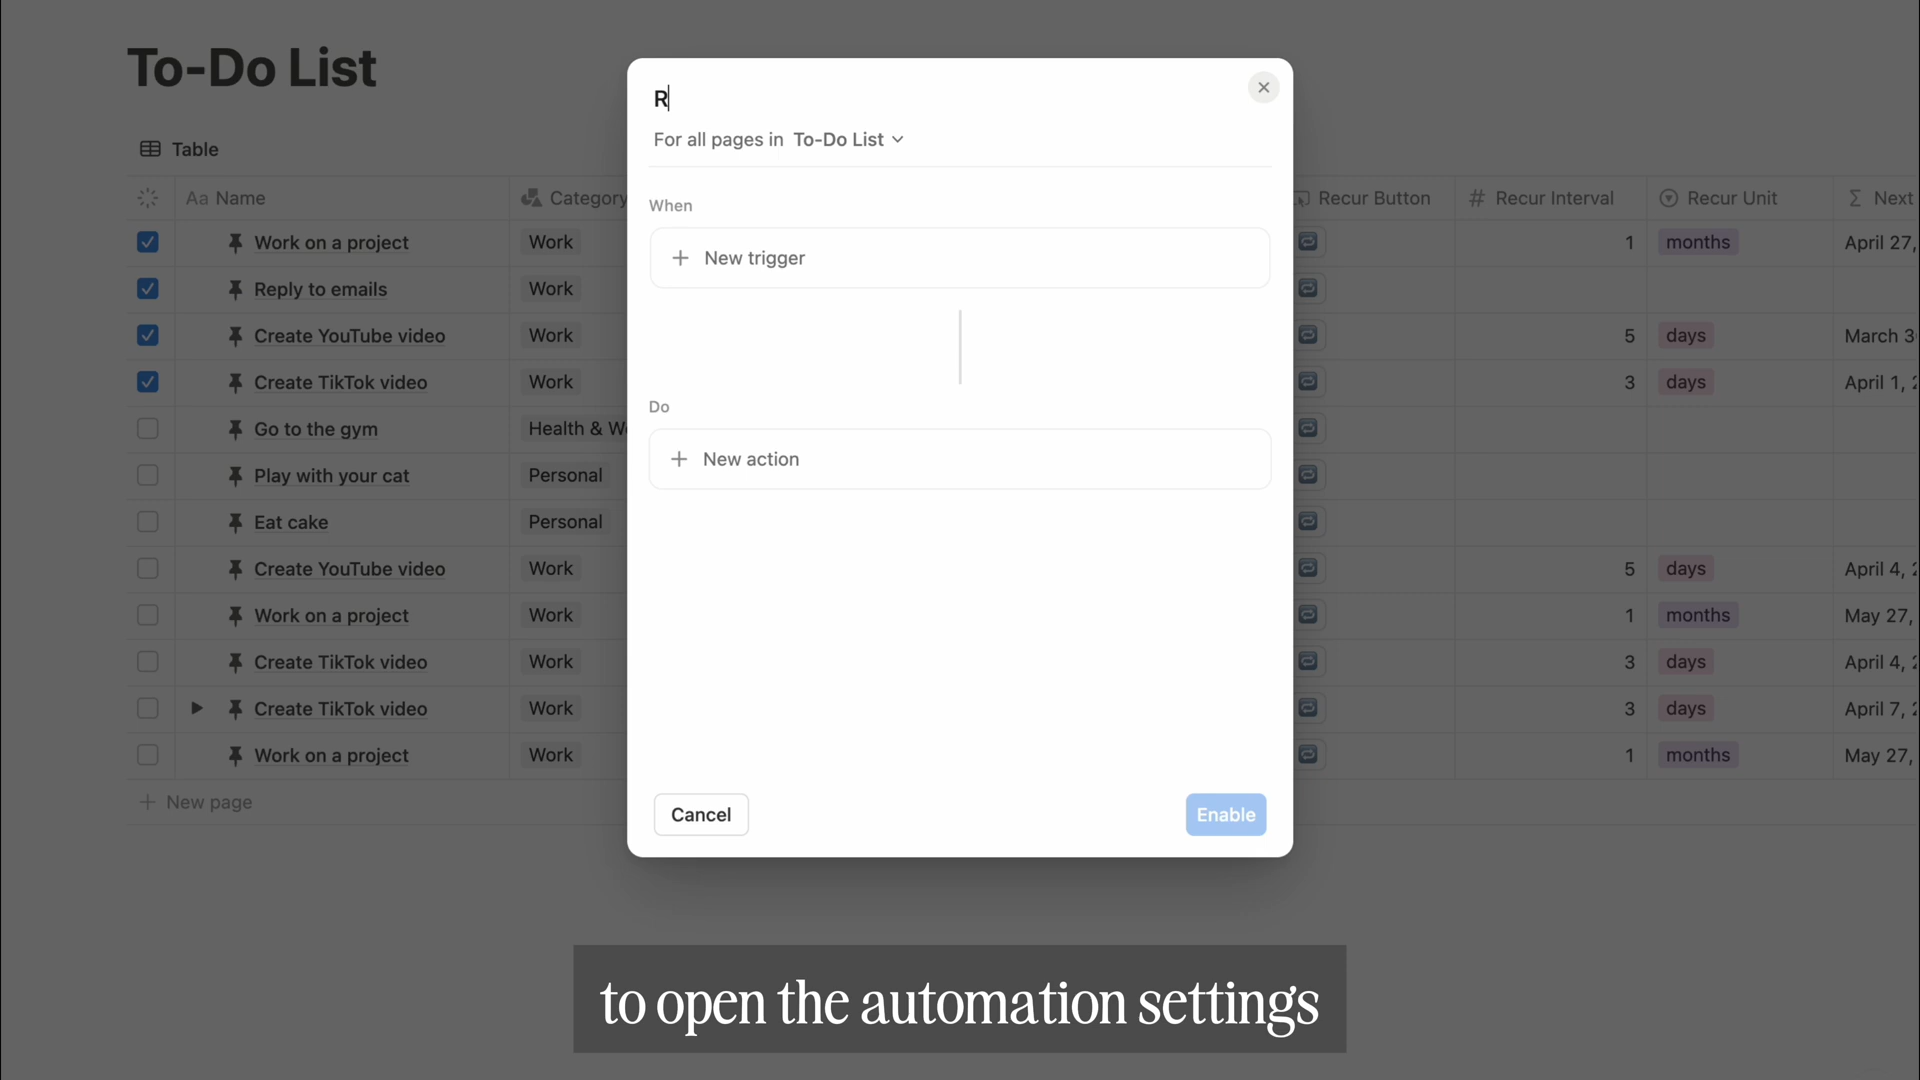 To-Do List
Table
Aa Name Category Recur Button # Recur Interval Recur Unit Σ Next
Work on a project Work 1 months April 27,
Reply to emails Work
Create YouTube video Work 5 days March 3
Create TikTok video Work 3 days April 1, 2
Go to the gym Health & W
Play with your cat Personal
Eat cake Personal
Create YouTube video Work 5 days April 4, 2
Work on a project Work 1 months May 27,
Create TikTok video Work 3 days April 4, 2
Create TikTok video Work 3 days April 7, 2
Work on a project Work 1 months May 27,
+ New page
R
For all pages in To-Do List
When
+ New trigger
Do
+ New action
Cancel Enable
to open the automation settings